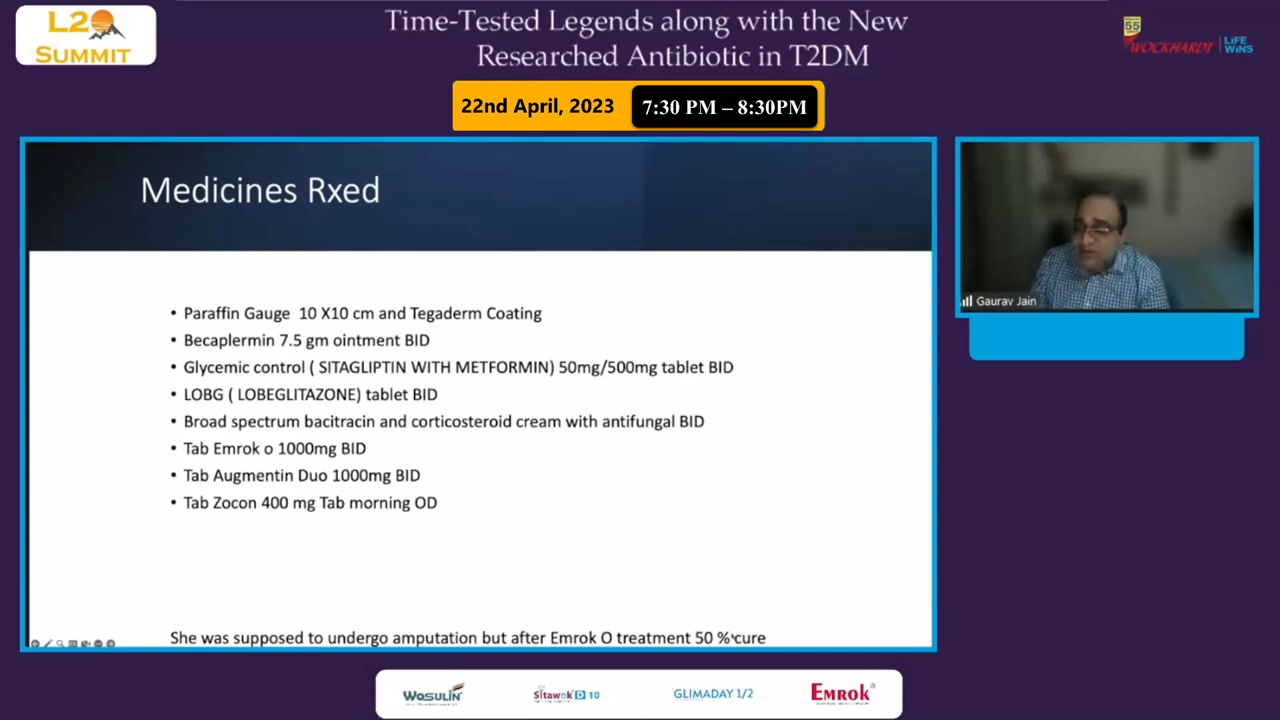 L20
SUMMIT
Time-Tested Legends along with the New
Researched Antibiotic in T2DM
55
WOCKHARDT
LiFE
WiNS
22nd April, 2023
7:30 PM – 8:30PM
Medicines Rxed
• Paraffin Gauge 10 X10 cm and Tegaderm Coating
• Becaplermin 7.5 gm ointment BID
• Glycemic control ( SITAGLIPTIN WITH METFORMIN) 50mg/500mg tablet BID
• LOBG ( LOBEGLITAZONE) tablet BID
• Broad spectrum bacitracin and corticosteroid cream with antifungal BID
• Tab Emrok o 1000mg BID
• Tab Augmentin Duo 1000mg BID
• Tab Zocon 400 mg Tab morning OD
She was supposed to undergo amputation but after Emrok O treatment 50 % cure
Gaurav Jain
WOSULIN
Sitawok D 10
GLIMADAY 1/2
EMROK